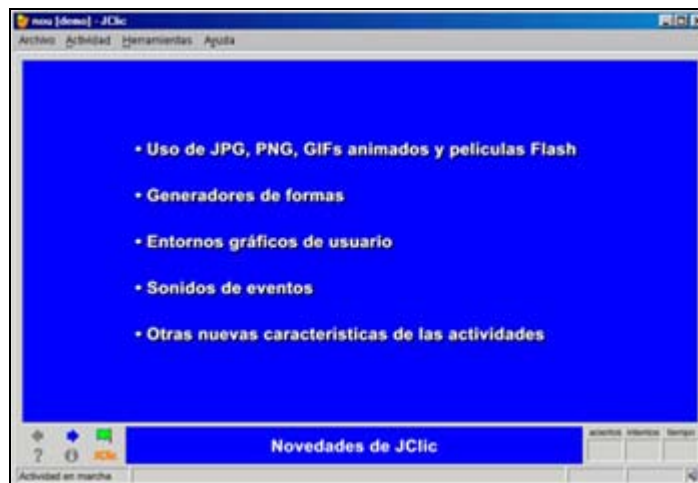 nou [demo] - JClic
Archivo Actividad Herramientas Ayuda
• Uso de JPG, PNG, GIFs animados y películas Flash
• Generadores de formas
• Entornos gráficos de usuario
• Sonidos de eventos
• Otras nuevas características de las actividades
aciertos intentos tiempo
Novedades de JClic
JClic
Actividad en marcha